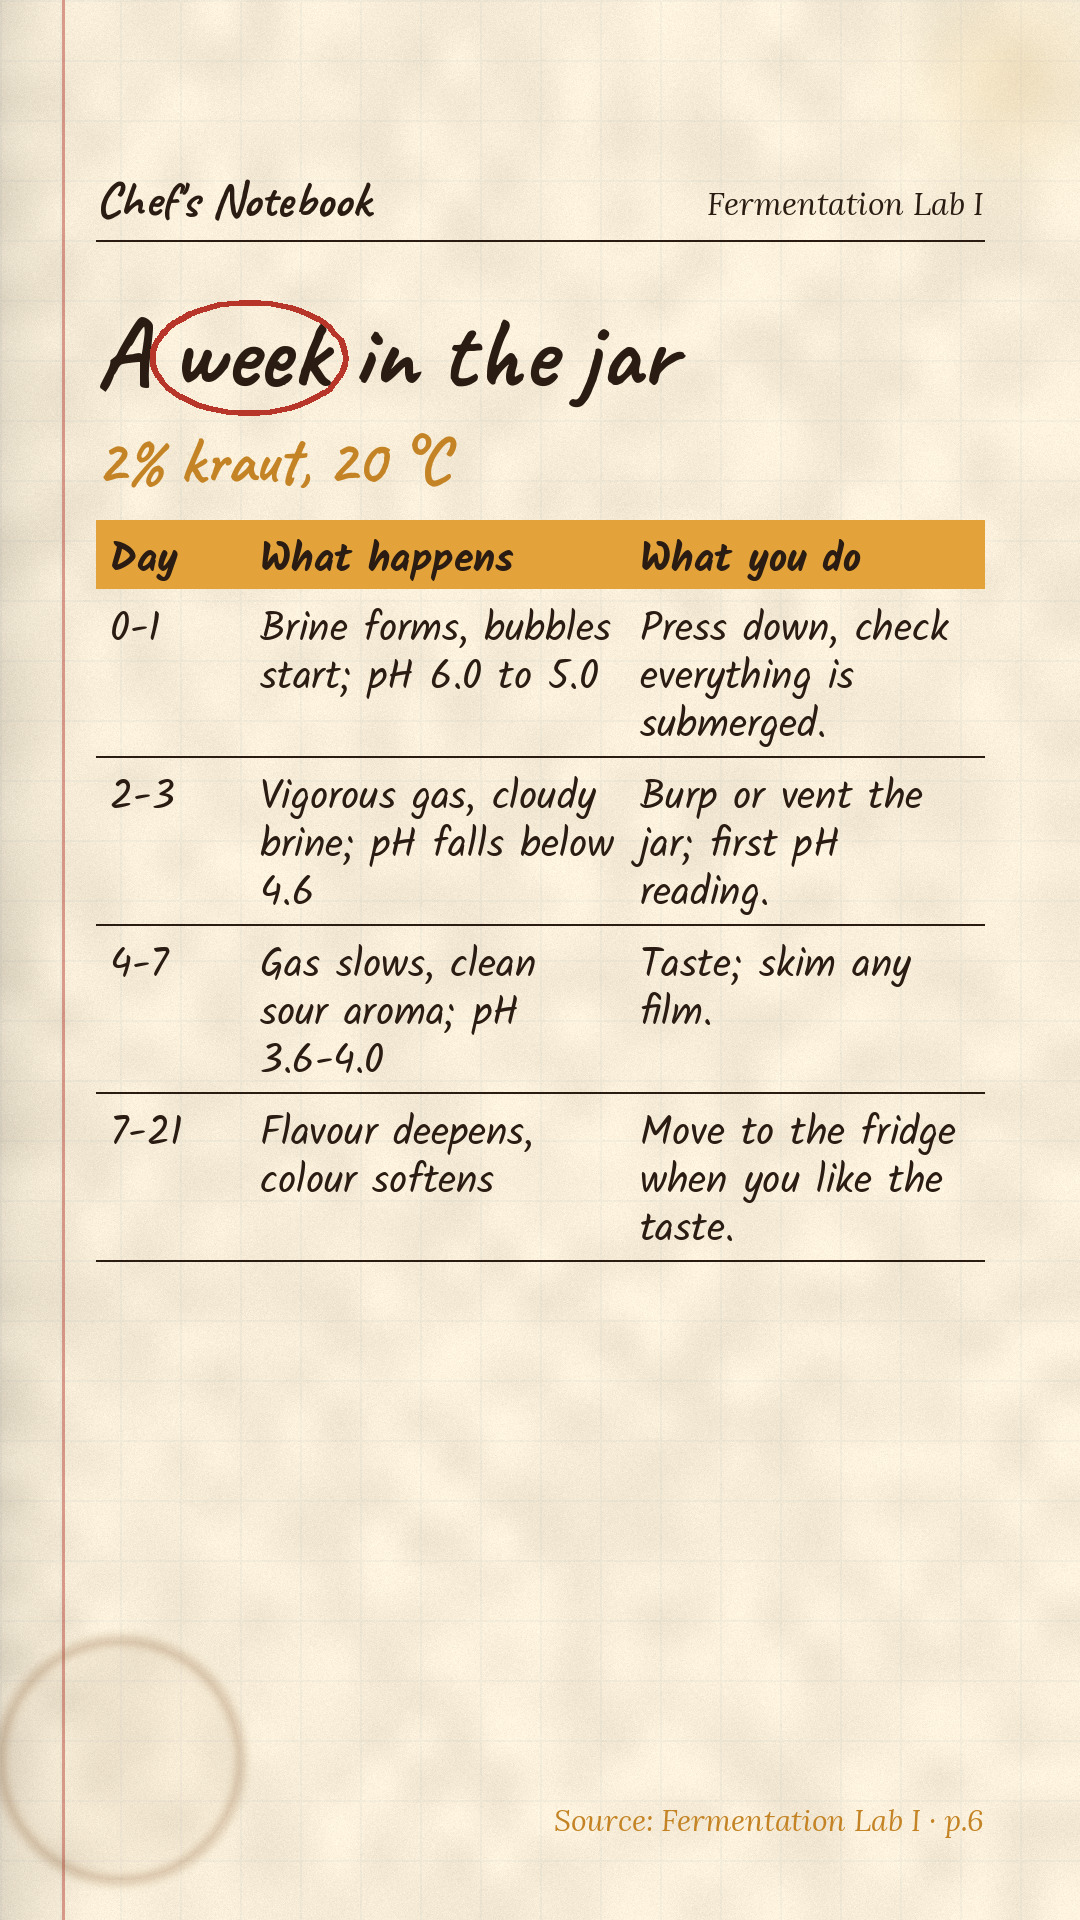 Chef's Notebook
Fermentation Lab I
A week in the jar
2% kraut, 20 °C
Day What happens What you do
0-1 Brine forms, bubbles Press down, check
start; pH 6.0 to 5.0 everything is
submerged.
2-3 Vigorous gas, cloudy Burp or vent the
brine; pH falls below jar; first pH
4.6 reading.
4-7 Gas slows, clean Taste; skim any
sour aroma; pH film.
3.6-4.0
7-21 Flavour deepens, Move to the fridge
colour softens when you like the
taste.
Source: Fermentation Lab I · p.6